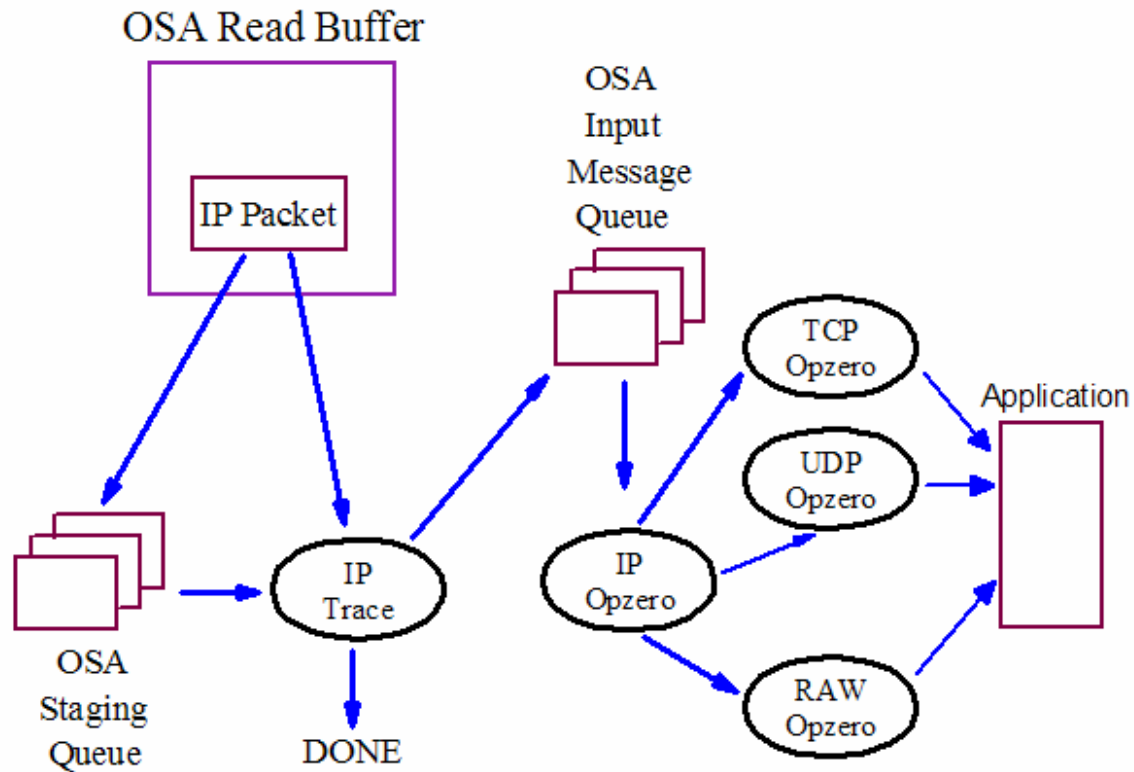 OSA Read Buffer
IP Packet
OSA
Input
Message
Queue
TCP
Opzero
Application
UDP
Opzero
IP
Trace
IP
Opzero
OSA
Staging
Queue
DONE
RAW
Opzero